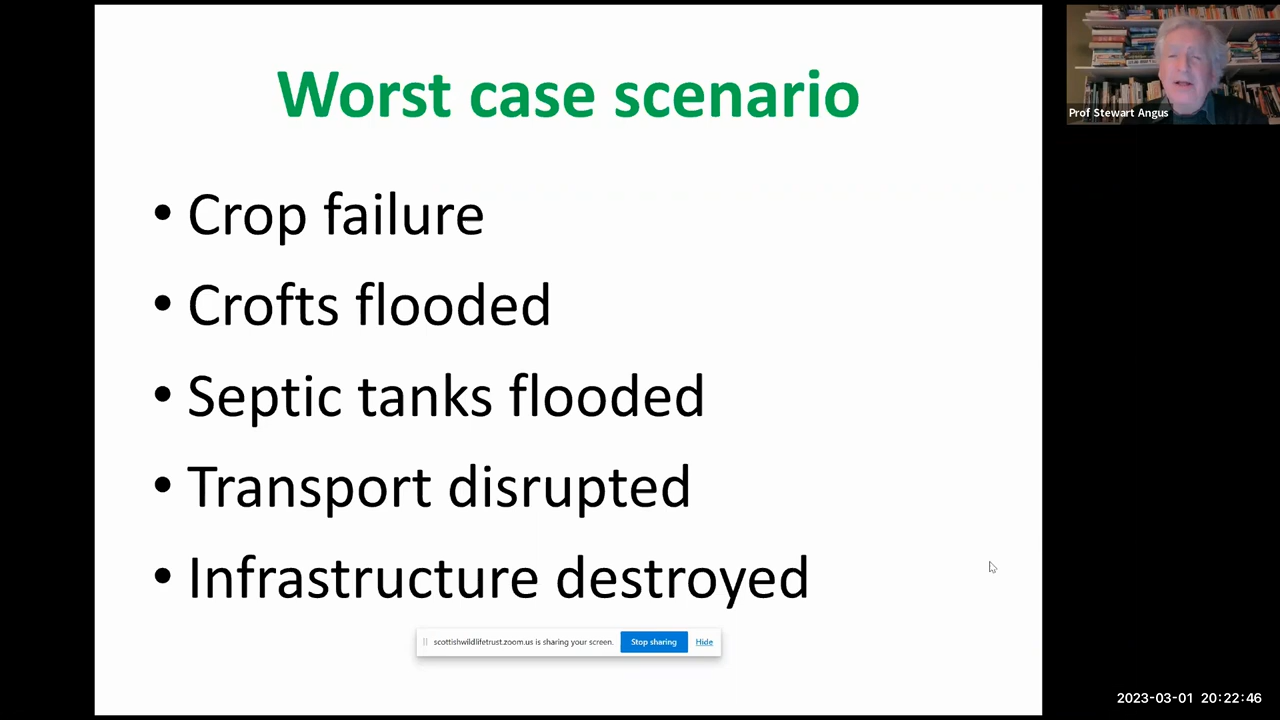 Worst case scenario
• Crop failure
• Crofts flooded
• Septic tanks flooded
• Transport disrupted
• Infrastructure destroyed
scottishwildlifetrust.zoom.us is sharing your screen. Stop sharing Hide
Prof Stewart Angus
2023-03-01 20:22:46